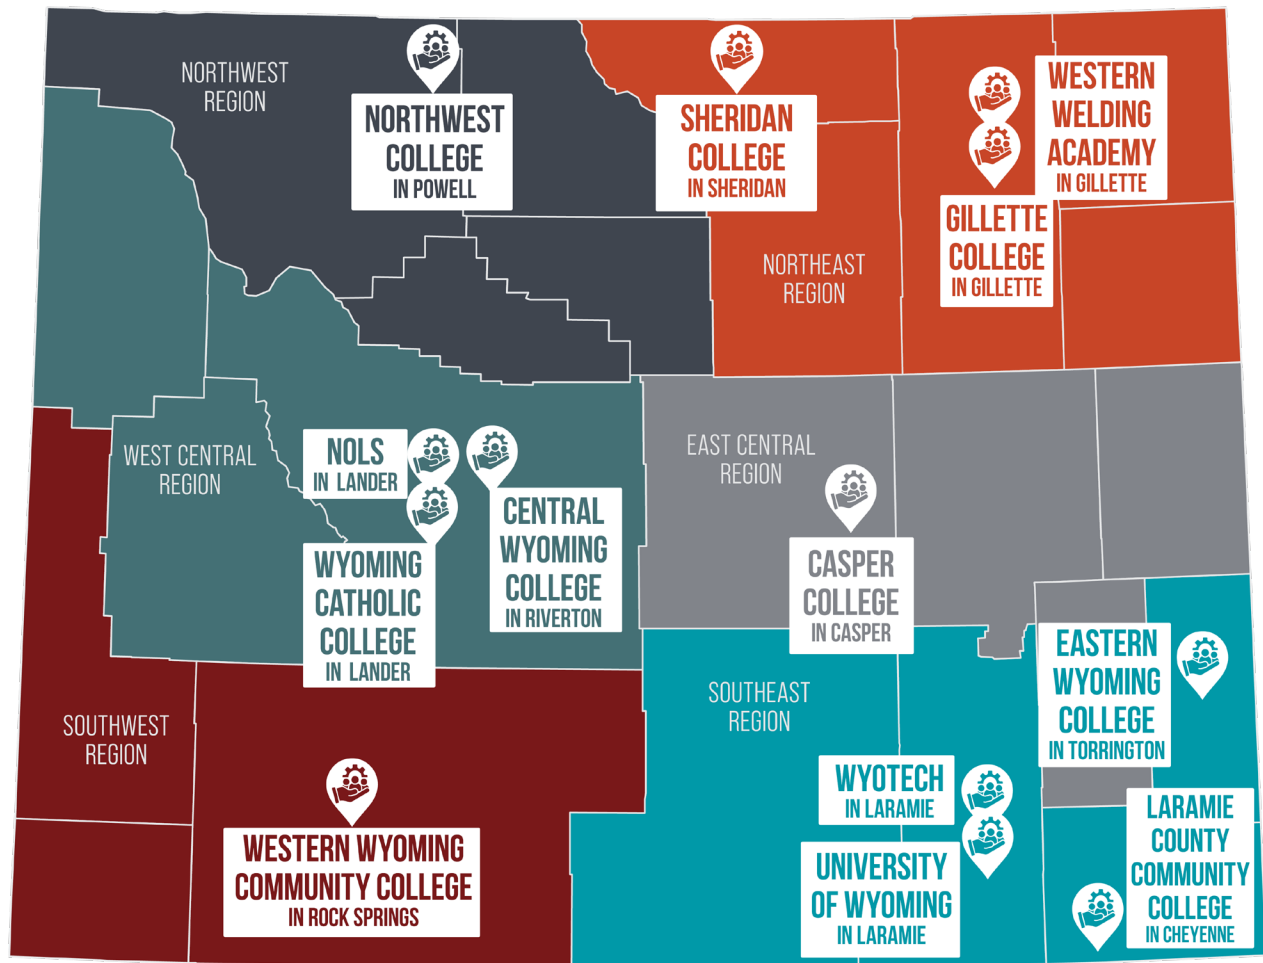 NORTHWEST
REGION
NORTHWEST
COLLEGE
IN POWELL
SHERIDAN
COLLEGE
IN SHERIDAN
WESTERN
WELDING
ACADEMY
IN GILLETTE
GILLETTE
COLLEGE
IN GILLETTE
NORTHEAST
REGION
WEST CENTRAL
REGION
NOLS
IN LANDER
CENTRAL
WYOMING
COLLEGE
IN RIVERTON
WYOMING
CATHOLIC
COLLEGE
IN LANDER
EAST CENTRAL
REGION
CASPER
COLLEGE
IN CASPER
EASTERN
WYOMING
COLLEGE
IN TORRINGTON
SOUTHWEST
REGION
SOUTHEAST
REGION
WESTERN WYOMING
COMMUNITY COLLEGE
IN ROCK SPRINGS
WYOTECH
IN LARAMIE
UNIVERSITY
OF WYOMING
IN LARAMIE
LARAMIE
COUNTY
COMMUNITY
COLLEGE
IN CHEYENNE